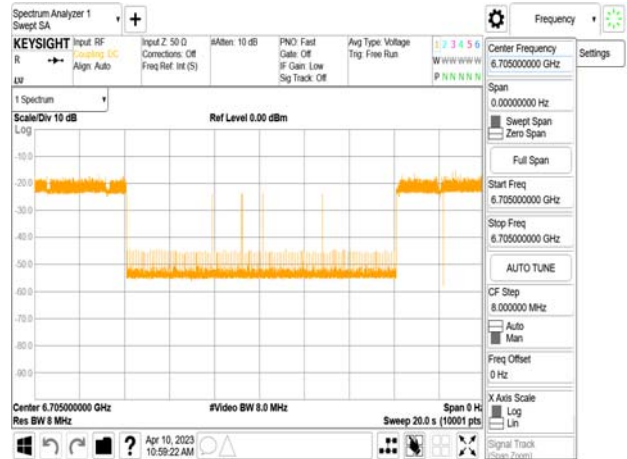 Spectrum Analyzer 1
Swept SA
+
Frequency
KEYSIGHT
Input: RF
Coupling: DC
Align: Auto
Input Z: 50 Ω
Corrections: Off
Freq Ref: Int (S)
#Atten: 10 dB
PNO: Fast
Gate: Off
IF Gain: Low
Sig Track: Off
Avg Type: Voltage
Trig: Free Run
1 2 3 4 5 6
W W W W W W
P N N N N N
R
LXI
1 Spectrum
Scale/Div 10 dB
Ref Level 0.00 dBm
Log
-10.0
-20.0
-30.0
-40.0
-50.0
-60.0
-70.0
-80.0
-90.0
Center 6.705000000 GHz
#Video BW 8.0 MHz
Span 0 Hz
Res BW 8 MHz
Sweep 20.0 s (10001 pts
Apr 10, 2023
10:59:22 AM
?
Center Frequency
6.705000000 GHz
Settings
Span
0.00000000 Hz
Swept Span
Zero Span
Full Span
Start Freq
6.705000000 GHz
Stop Freq
6.705000000 GHz
AUTO TUNE
CF Step
8.000000 MHz
Auto
Man
Freq Offset
0 Hz
X Axis Scale
Log
Lin
Signal Track
(Span Zoom)